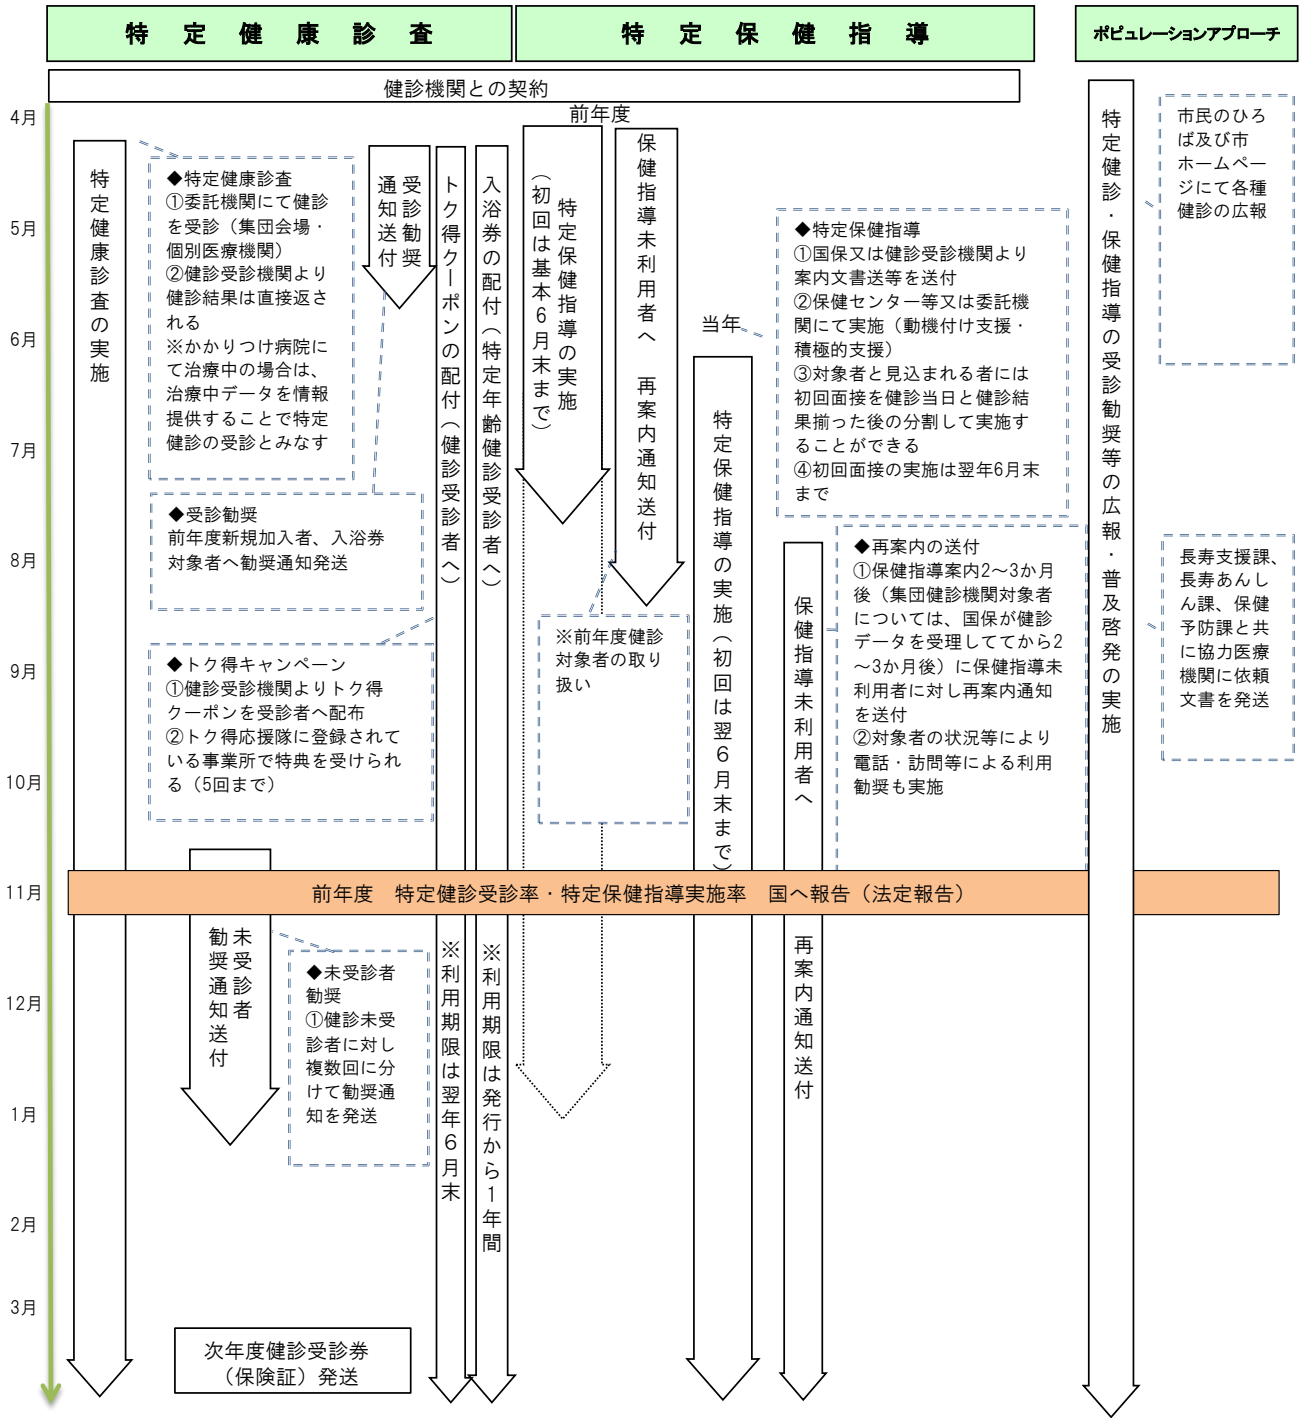 特定健康診査
特定保健指導
ポピュレーションアプローチ
健診機関との契約
4月
5月
6月
7月
8月
9月
10月
11月
12月
1月
2月
3月
特定健康診査の実施
◆特定健康診査
①委託機関にて健診
を受診（集団会場・
個別医療機関）
②健診受診機関より
健診結果は直接返さ
れる
※かかりつけ病院に
て治療中の場合は、
治療中データを情報
提供することで特定
健診の受診とみなす
受診勧奨
通知送付
◆受診勧奨
前年度新規加入者、入浴券
対象者へ勧奨通知発送
◆トク得キャンペーン
①健診受診機関よりトク得
クーポンを受診者へ配布
②トク得応援隊に登録されて
いる事業所で特典を受けられ
る（5回まで）
トク得クーポンの配付（健診受診者へ）
※利用期限は翌年6月末
入浴券の配付（特定年齢健診受診者へ）
※利用期限は発行から1年間
未受診者
勧奨通知送付
◆未受診者
勧奨
①健診未受
診者に対し
複数回に分
けて勧奨通
知を発送
次年度健診受診券
（保険証）発送
前年度
特定保健指導の実施
（初回は基本6月末まで）
保健指導未利用者へ　再案内通知送付
※前年度健診
対象者の取り
扱い
当年
特定保健指導の実施（初回は翌6月末まで）
◆特定保健指導
①国保又は健診受診機関より
案内文書送等を送付
②保健センター等又は委託機
関にて実施（動機付け支援・
積極的支援）
③対象者と見込まれる者には
初回面接を健診当日と健診結
果揃った後の分割して実施す
ることができる
④初回面接の実施は翌年6月末
まで
保健指導未利用者へ
再案内通知送付
◆再案内の送付
①保健指導案内2～3か月
後（集団健診機関対象者
については、国保が健診
データを受理しててから2
～3か月後）に保健指導未
利用者に対し再案内通知
を送付
②対象者の状況等により
電話・訪問等による利用
勧奨も実施
前年度　特定健診受診率・特定保健指導実施率　国へ報告（法定報告）
特定健診・保健指導の受診勧奨等の広報・普及啓発の実施
市民のひろ
ば及び市
ホームペー
ジにて各種
健診の広報
長寿支援課、
長寿あんし
ん課、保健
予防課と共
に協力医療
機関に依頼
文書を発送